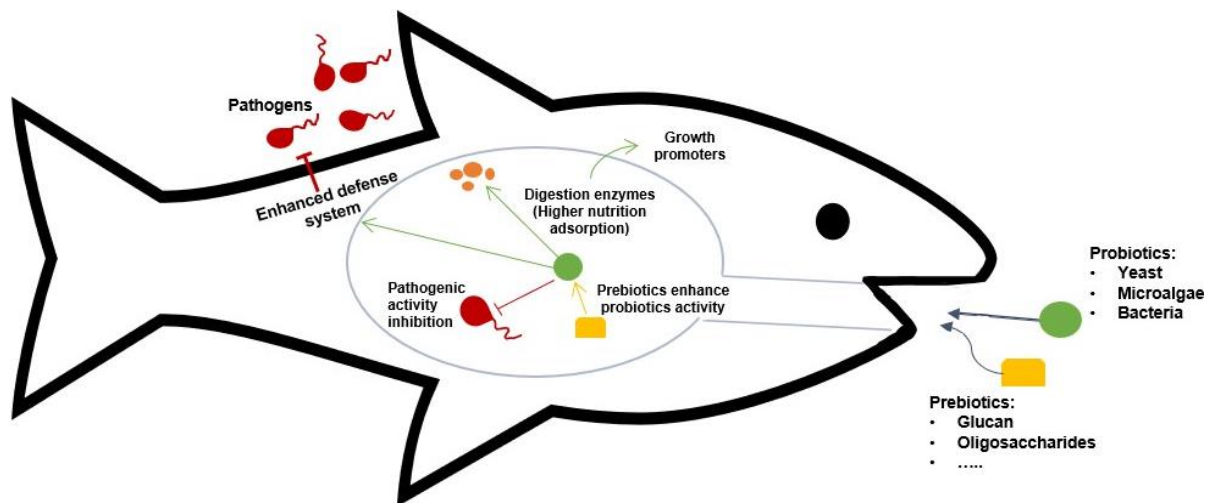 Pathogens
Enhanced defense
system
Growth
promoters
Digestion enzymes
(Higher nutrition
adsorption)
Pathogenic
activity
inhibition
Prebiotics enhance
probiotics activity
Probiotics:
• Yeast
• Microalgae
• Bacteria
Prebiotics:
• Glucan
• Oligosaccharides
• …..